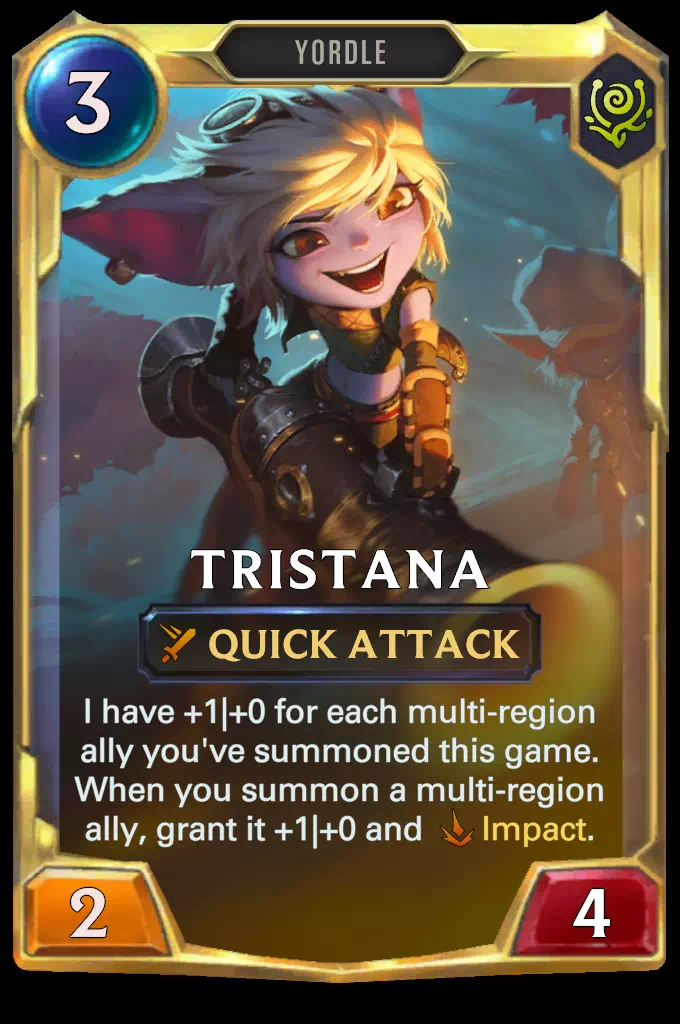 YORDLE
3
TRISTANA
QUICK ATTACK
I have +1|+0 for each multi-region
ally you've summoned this game.
When you summon a multi-region
ally, grant it +1|+0 and Impact.
2
4